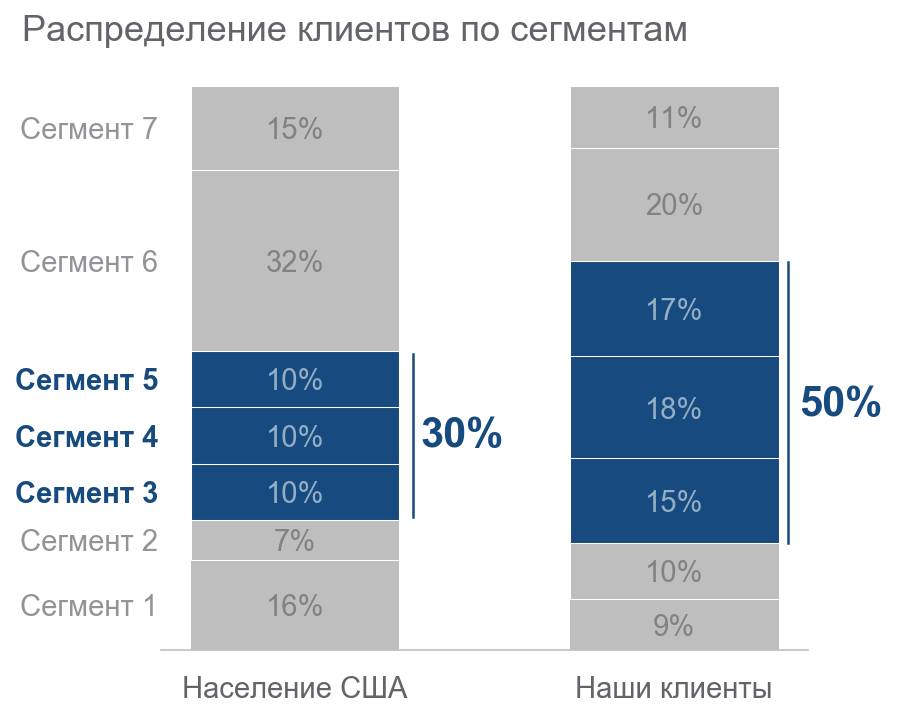 Распределение клиентов по сегментам
Сегмент 7
15%
11%
Сегмент 6
32%
20%
Сегмент 5
10%
17%
Сегмент 4
10%
30%
18%
50%
Сегмент 3
10%
15%
Сегмент 2
7%
10%
Сегмент 1
16%
9%
Население США
Наши клиенты